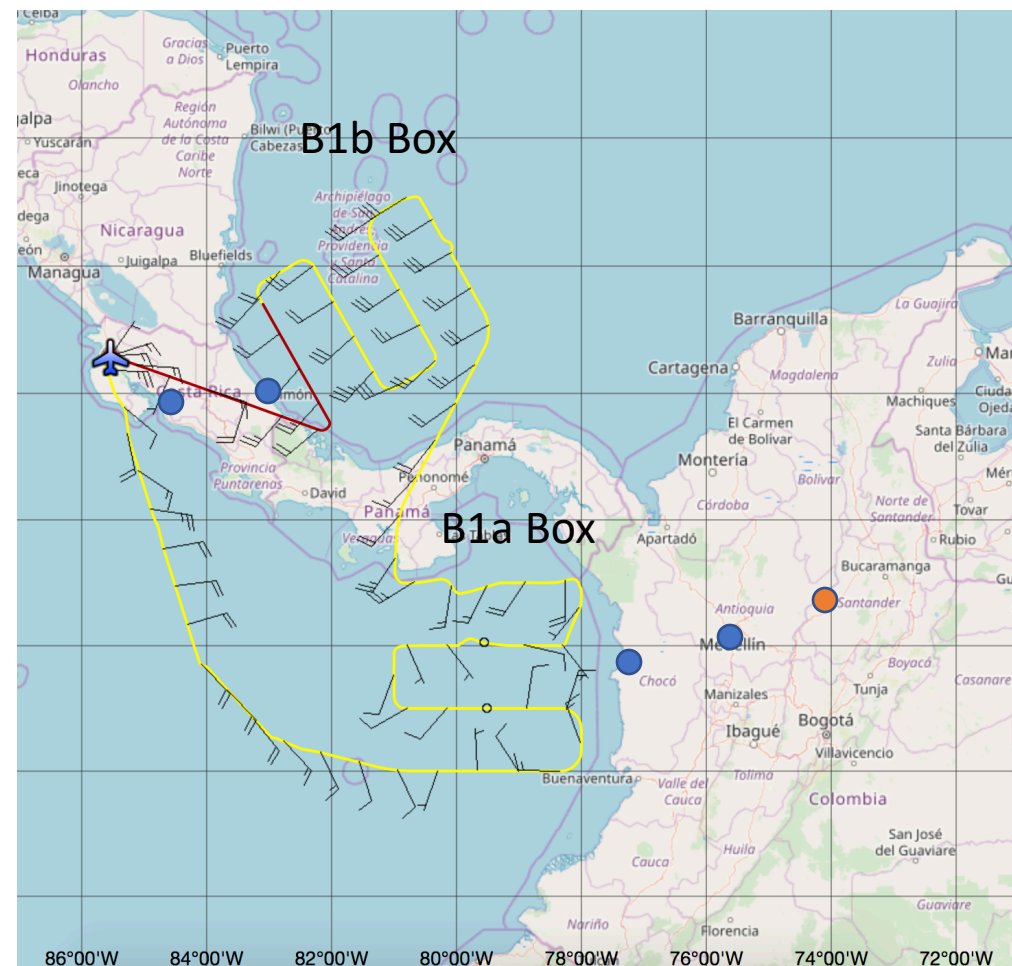 La Ceiba
Honduras
Gracias
a Dios
Puerto
Lempira
Olancho
Región
Autónoma
de la Costa
Caribe
Norte
Yuscarán
Bilwi (Puerto
Cabezas
B1b Box
Jinotega
Archipiélago
de San
Andrés,
Providencia
y Santa
Catalina
Nicaragua
Juigalpa
Bluefields
Managua
La Guajira
Barranquilla
Cartagena
Magdalena
Zulia
Costa Rica
Limón
Machiques
Ciuda
Ojeda
El Carmen
de Bolívar
Santa Bárbara
del Zulia
Panamá
Montería
Provincia
Puntarenas
David
Penonomé
Bolívar
Córdoba
Norte de
Santander
Tovar
Panamá
Veraguas
B1a Box
Apartadó
Rubio
Bucaramanga
Antioquia
Santander
Medellín
Chocó
Boyacá
Casanare
Manizales
Tunja
Ibagué
Bogotá
Villavicencio
Buenaventura
Valle del
Cauca
Tolima
Colombia
San José
del Guaviare
Cauca
Huila
Guaviare
Nariño
Florencia
86°00'W 84°00'W 82°00'W 80°00'W 78°00'W 76°00'W 74°00'W 72°00'W